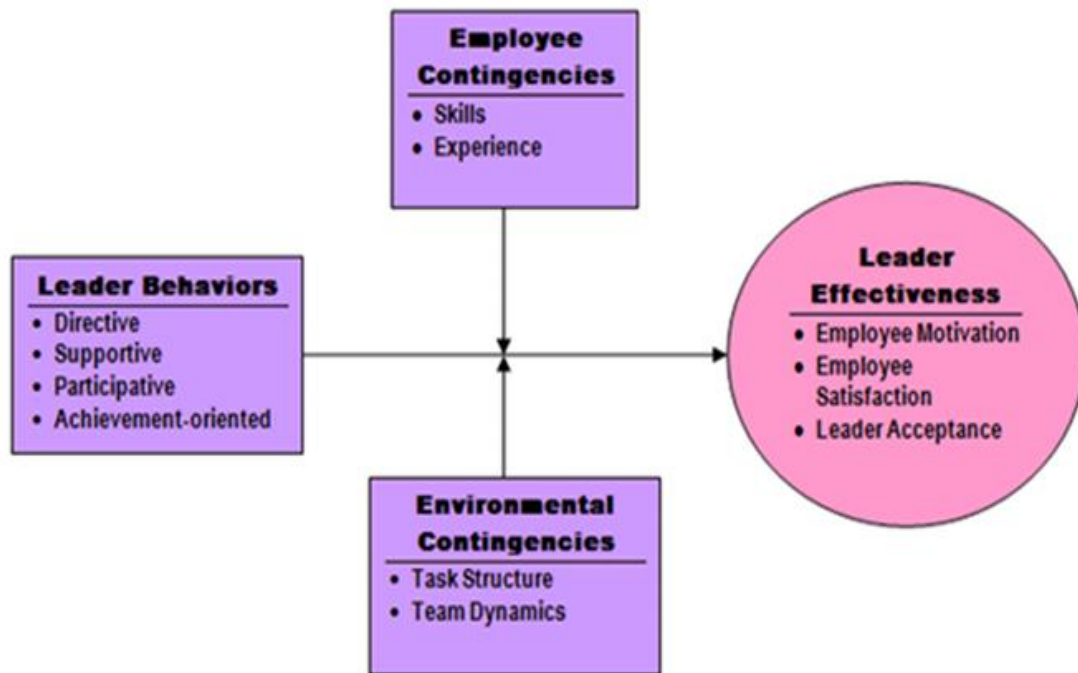 Employee
Contingencies
• Skills
• Experience
Leader Behaviors
• Directive
• Supportive
• Participative
• Achievement-oriented
Leader
Effectiveness
• Employee Motivation
• Employee
Satisfaction
• Leader Acceptance
Environmental
Contingencies
• Task Structure
• Team Dynamics